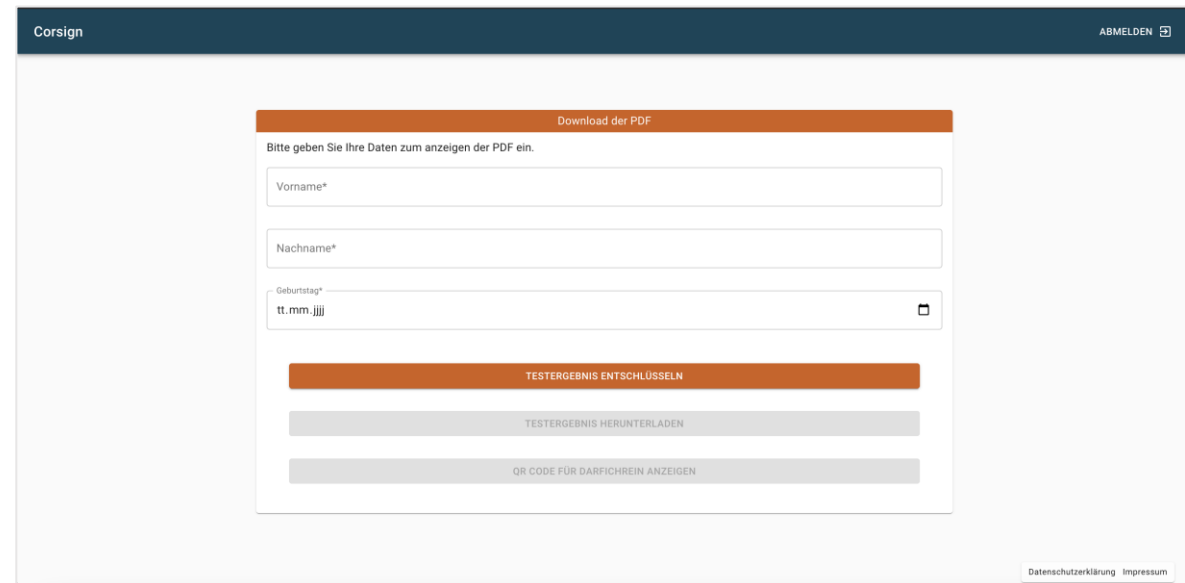 Corsign
ABMELDEN
Download der PDF
Bitte geben Sie Ihre Daten zum anzeigen der PDF ein.
Vorname*
Nachname*
Geburtstag*
tt.mm.jjjj
TESTERGEBNIS ENTSCHLÜSSELN
TESTERGEBNIS HERUNTERLADEN
QR CODE FÜR DARFICHREIN ANZEIGEN
Datenschutzerklärung Impressum